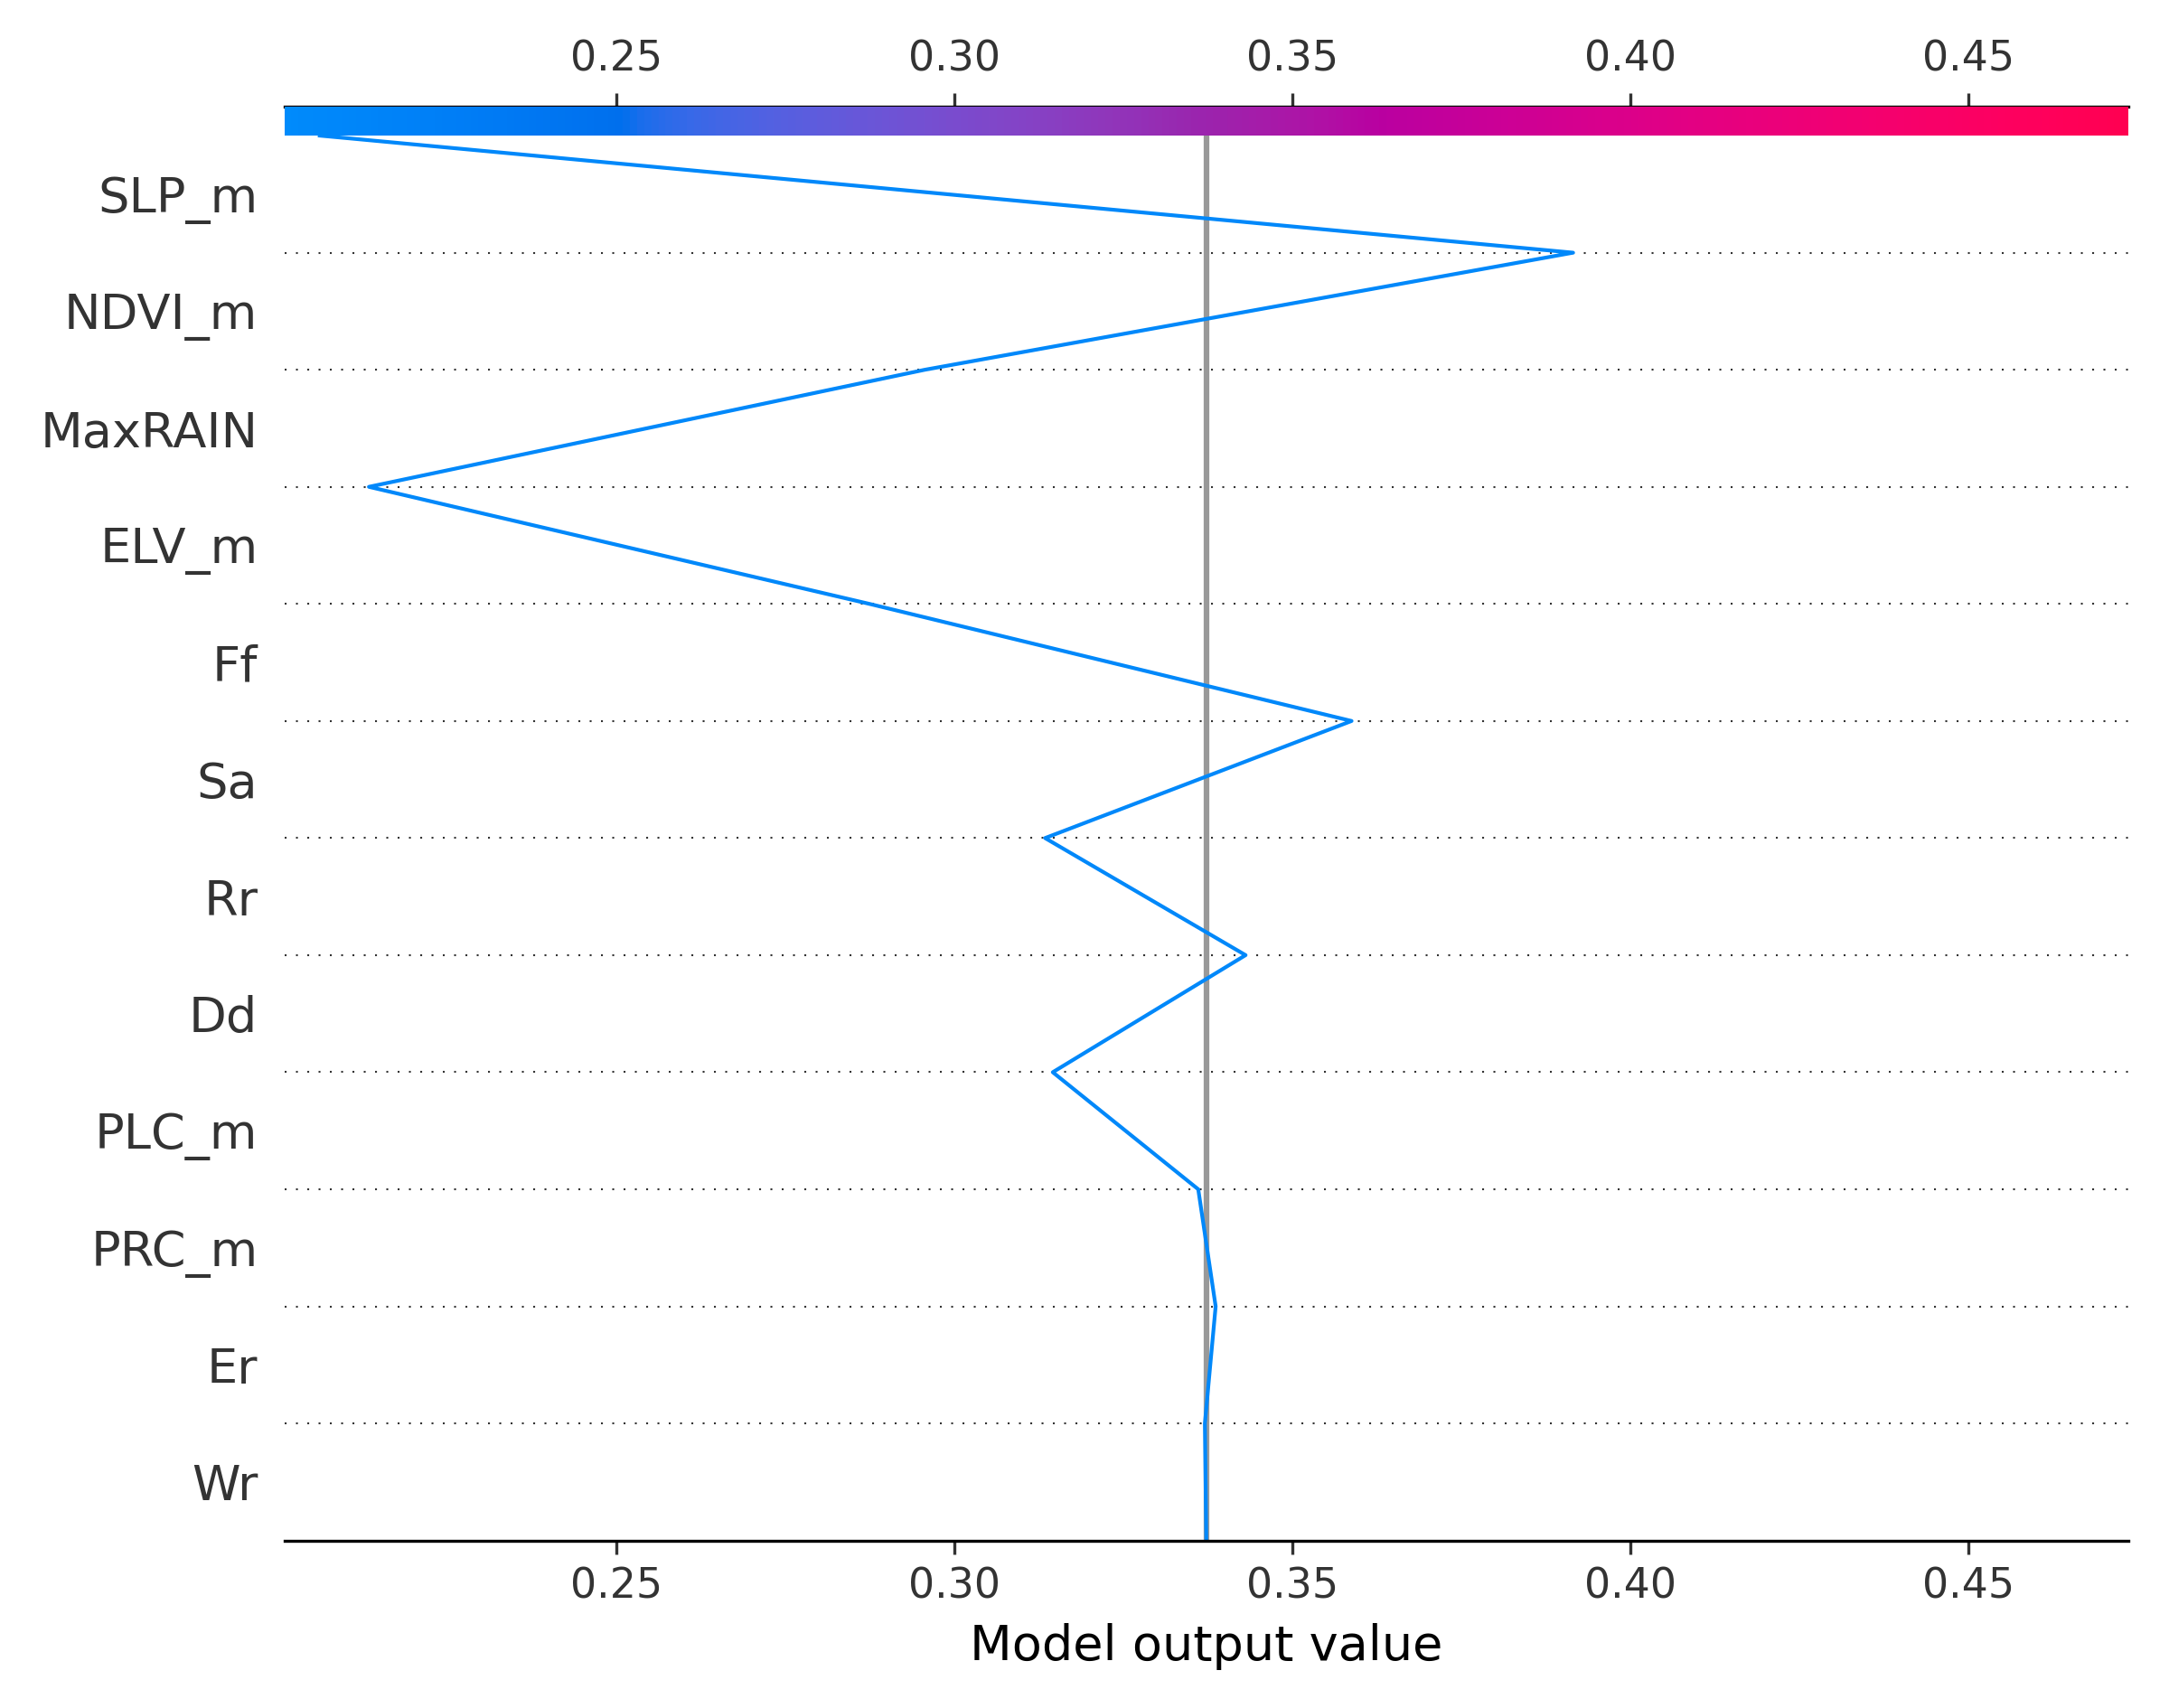 0.25 0.30 0.35 0.40 0.45
SLP_m
NDVI_m
MaxRAIN
ELV_m
Ff
Sa
Rr
Dd
PLC_m
PRC_m
Er
Wr
0.25 0.30 0.35 0.40 0.45
Model output value